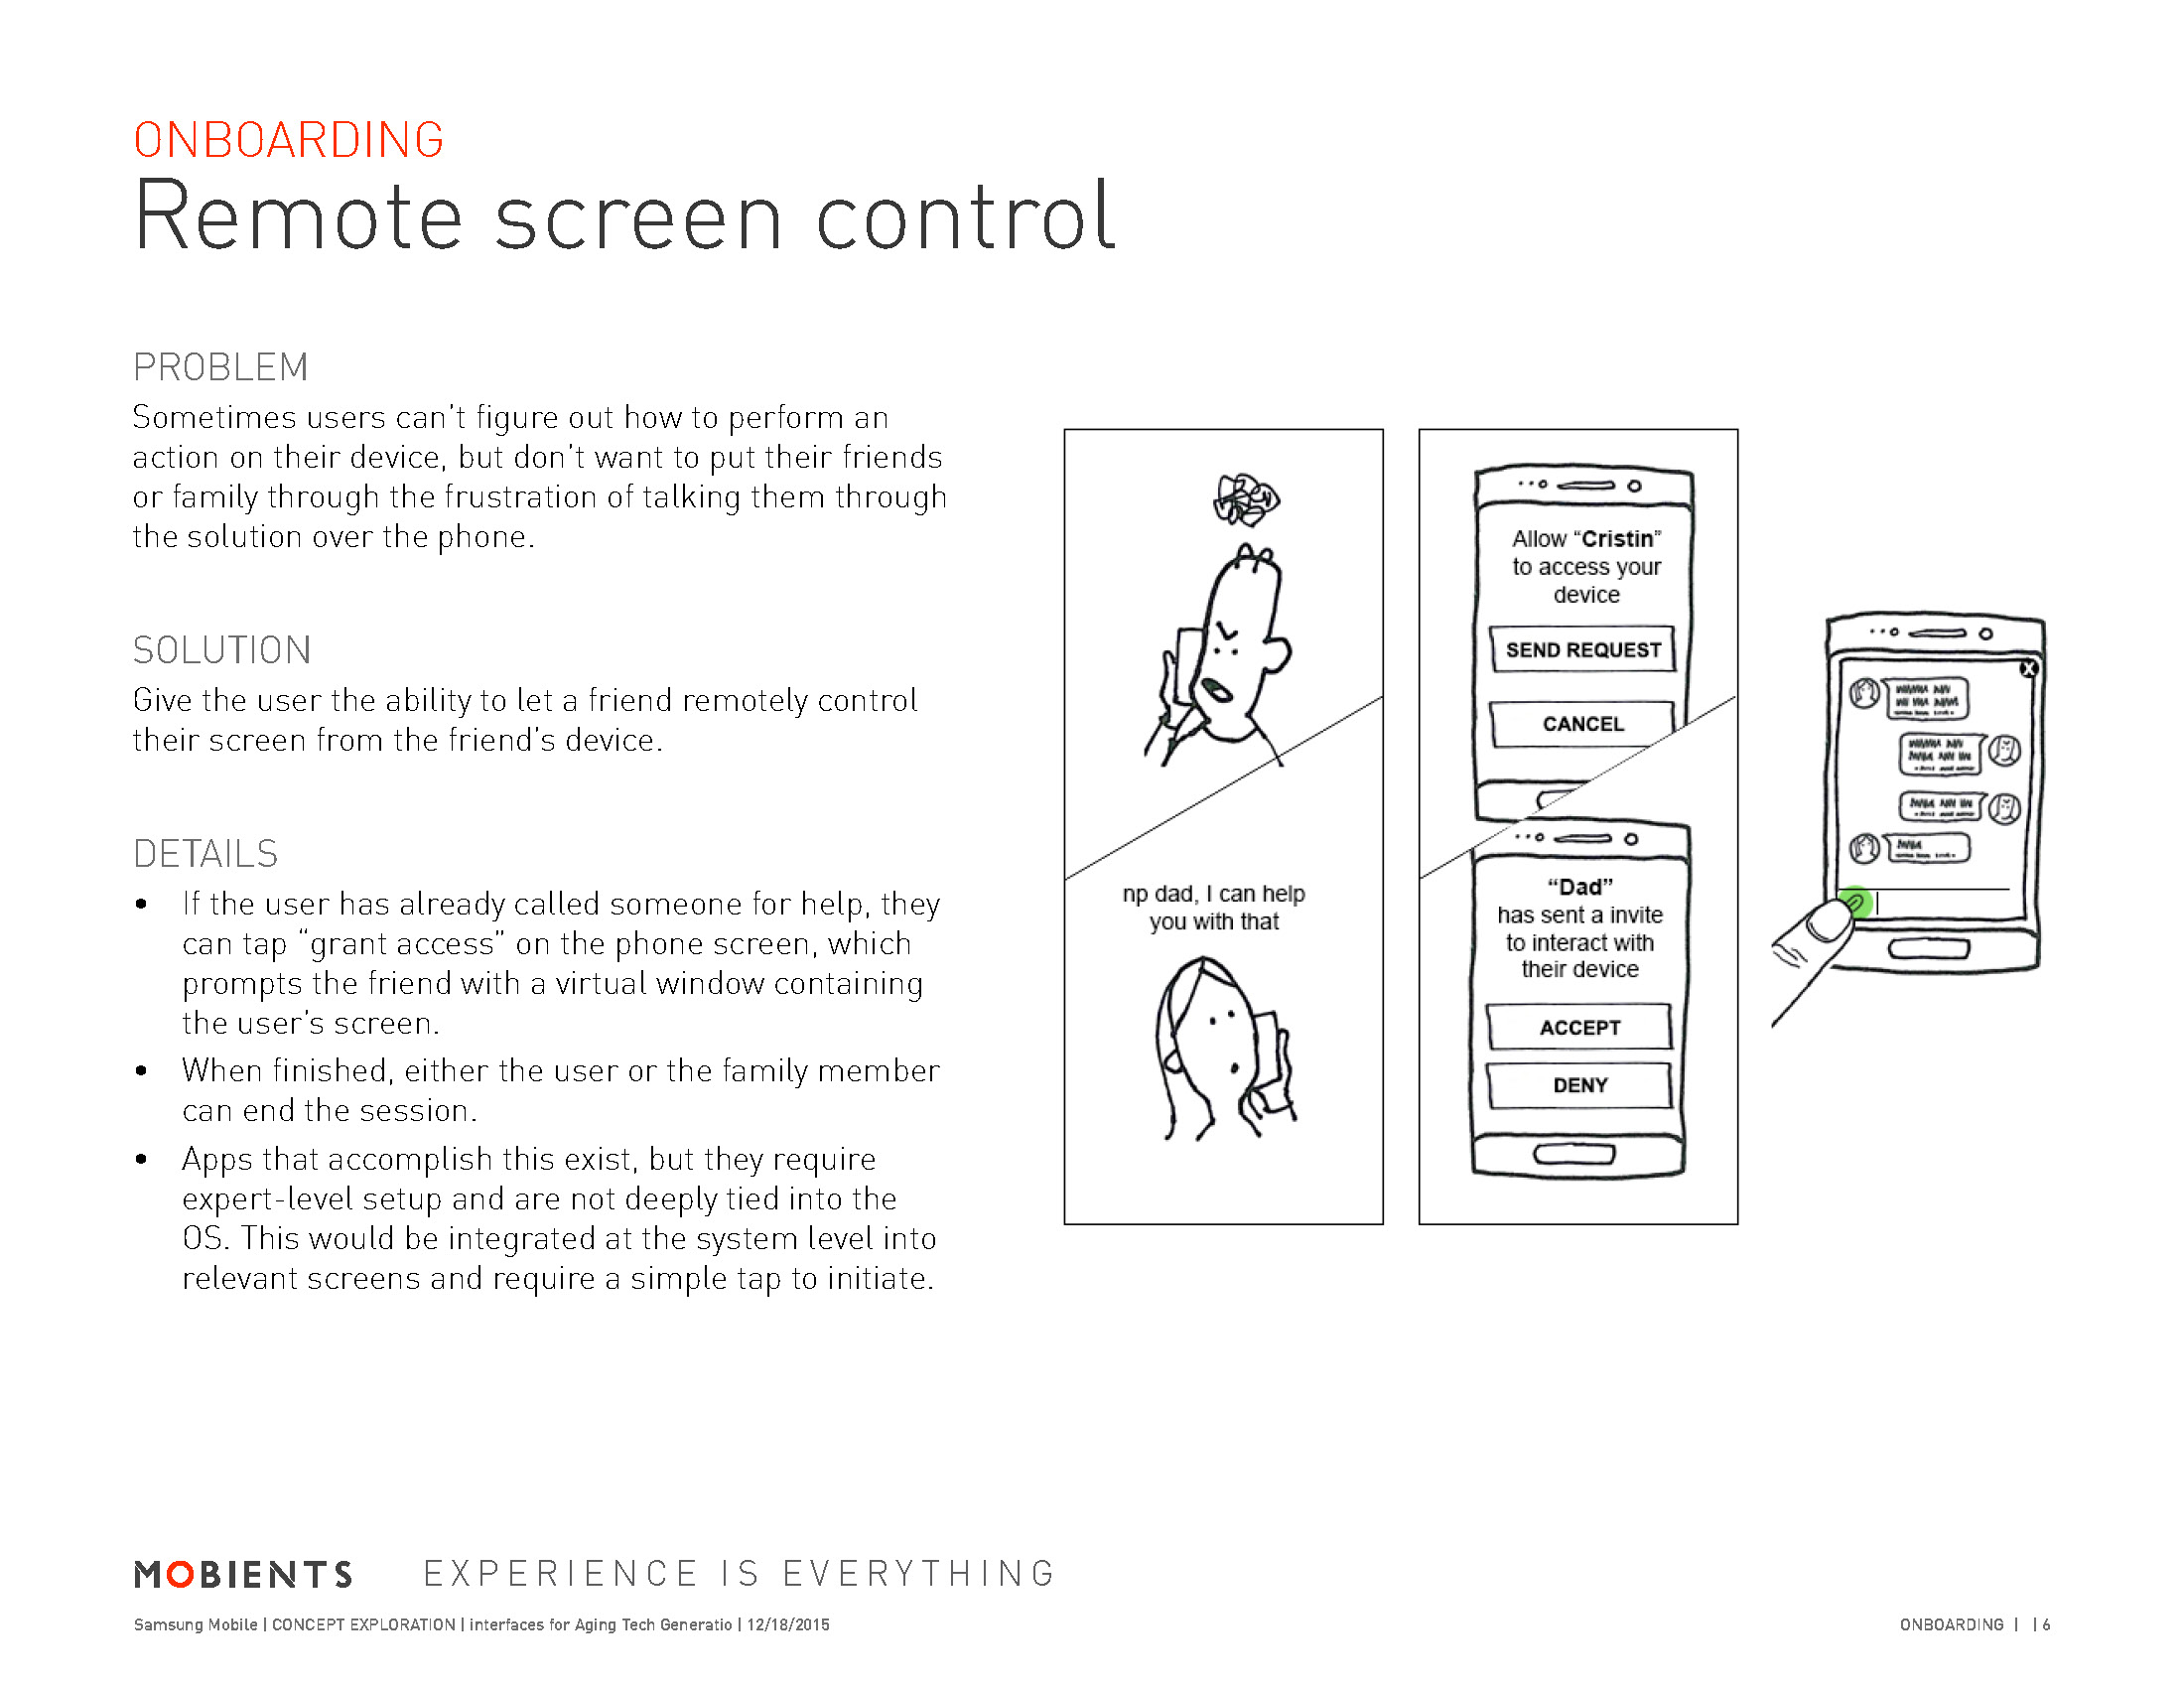 ONBOARDING
Remote screen control
PROBLEM
Sometimes users can't figure out how to perform an
action on their device, but don't want to put their friends
or family through the frustration of talking them through
the solution over the phone.
SOLUTION
Give the user the ability to let a friend remotely control
their screen from the friend's device.
DETAILS
• If the user has already called someone for help, they
can tap "grant access" on the phone screen, which
prompts the friend with a virtual window containing
the user's screen.
• When finished, either the user or the family member
can end the session.
• Apps that accomplish this exist, but they require
expert-level setup and are not deeply tied into the
OS. This would be integrated at the system level into
relevant screens and require a simple tap to initiate.
np dad, I can help
you with that
Allow “Cristin”
to access your
device
SEND REQUEST
CANCEL
“Dad”
has sent a invite
to interact with
their device
ACCEPT
DENY
X
MOBIENTS EXPERIENCE IS EVERYTHING
Samsung Mobile | CONCEPT EXPLORATION | interfaces for Aging Tech Generatio | 12/18/2015
ONBOARDING | | 6